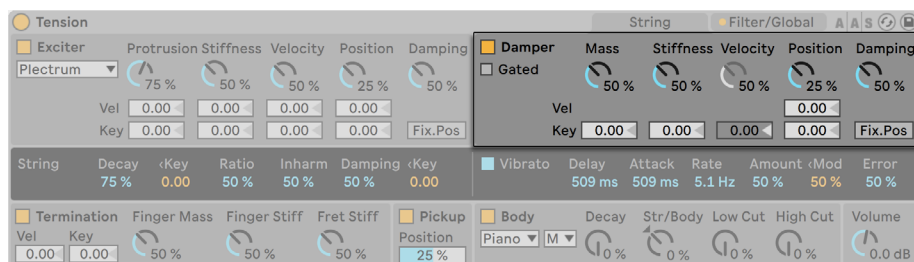 Tension String Filter/Global A A S
Exciter Protrusion Stiffness Velocity Position Damping
Plectrum 75 % 50 % 50 % 25 % 50 %
Vel 0.00 0.00 0.00 0.00
Key 0.00 0.00 0.00 0.00 Fix.Pos
Damper Mass Stiffness Velocity Position Damping
Gated 50 % 50 % 50 % 25 % 50 %
Vel 0.00
Key 0.00 0.00 0.00 0.00 Fix.Pos
String Decay ‹Key Ratio Inharm Damping ‹Key
75 % 0.00 50 % 50 % 50 % 0.00
Vibrato Delay Attack Rate Amount ‹Mod Error
509 ms 509 ms 5.1 Hz 50 % 50 % 50 %
Termination Finger Mass Finger Stiff Fret Stiff
Vel Key
0.00 0.00 50 % 50 % 50 %
Pickup
Position
25 %
Body Decay Str/Body Low Cut High Cut
Piano M 0 % 0 % 0 % 0 %
Volume
0.0 dB